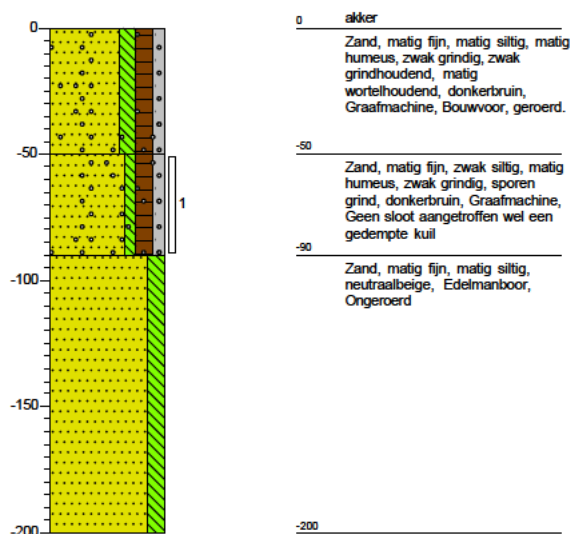 0
-50
-100
-150
-200
1
0 akker
Zand, matig fijn, matig siltig, matig
humeus, zwak grindig, zwak
grindhoudend, matig
wortelhoudend, donkerbruin,
Graafmachine, Bouwvoor, geroerd.
-50
Zand, matig fijn, zwak siltig, matig
humeus, zwak grindig, sporen
grind, donkerbruin, Graafmachine,
Geen sloot aangetroffen wel een
gedempte kuil
-90
Zand, matig fijn, matig siltig,
neutraalbeige, Edelmanboor,
Ongeroerd
-200